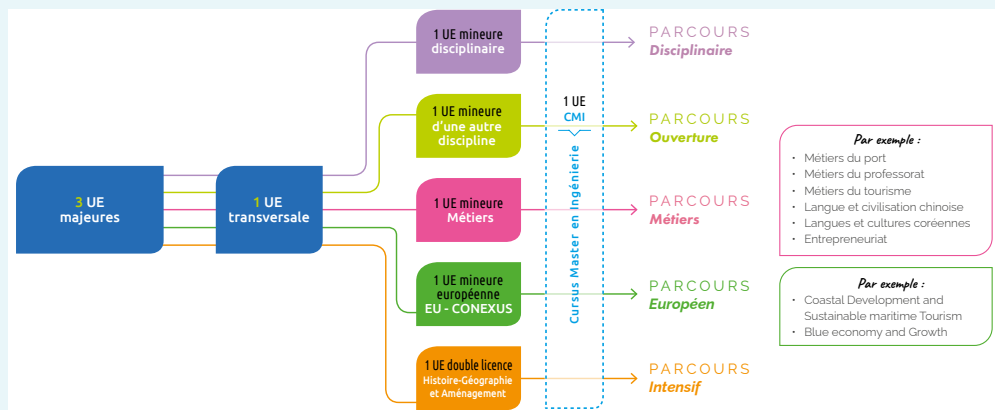 3 UE
majeures
1 UE
transversale
1 UE mineure
disciplinaire
1 UE mineure
d'une autre
discipline
1 UE mineure
Métiers
1 UE mineure
européenne
EU - CONEXUS
1 UE double licence
Histoire-Géographie
et Aménagement
1 UE
CMI
Cursus Master en Ingénierie
PARCOURS
Disciplinaire
PARCOURS
Ouverture
PARCOURS
Métiers
PARCOURS
Européen
PARCOURS
Intensif
Par exemple :
• Métiers du port
• Métiers du professorat
• Métiers du tourisme
• Langue et civilisation chinoise
• Langues et cultures coréennes
• Entrepreneuriat
Par exemple :
• Coastal Development and
Sustainable maritime Tourism
• Blue economy and Growth